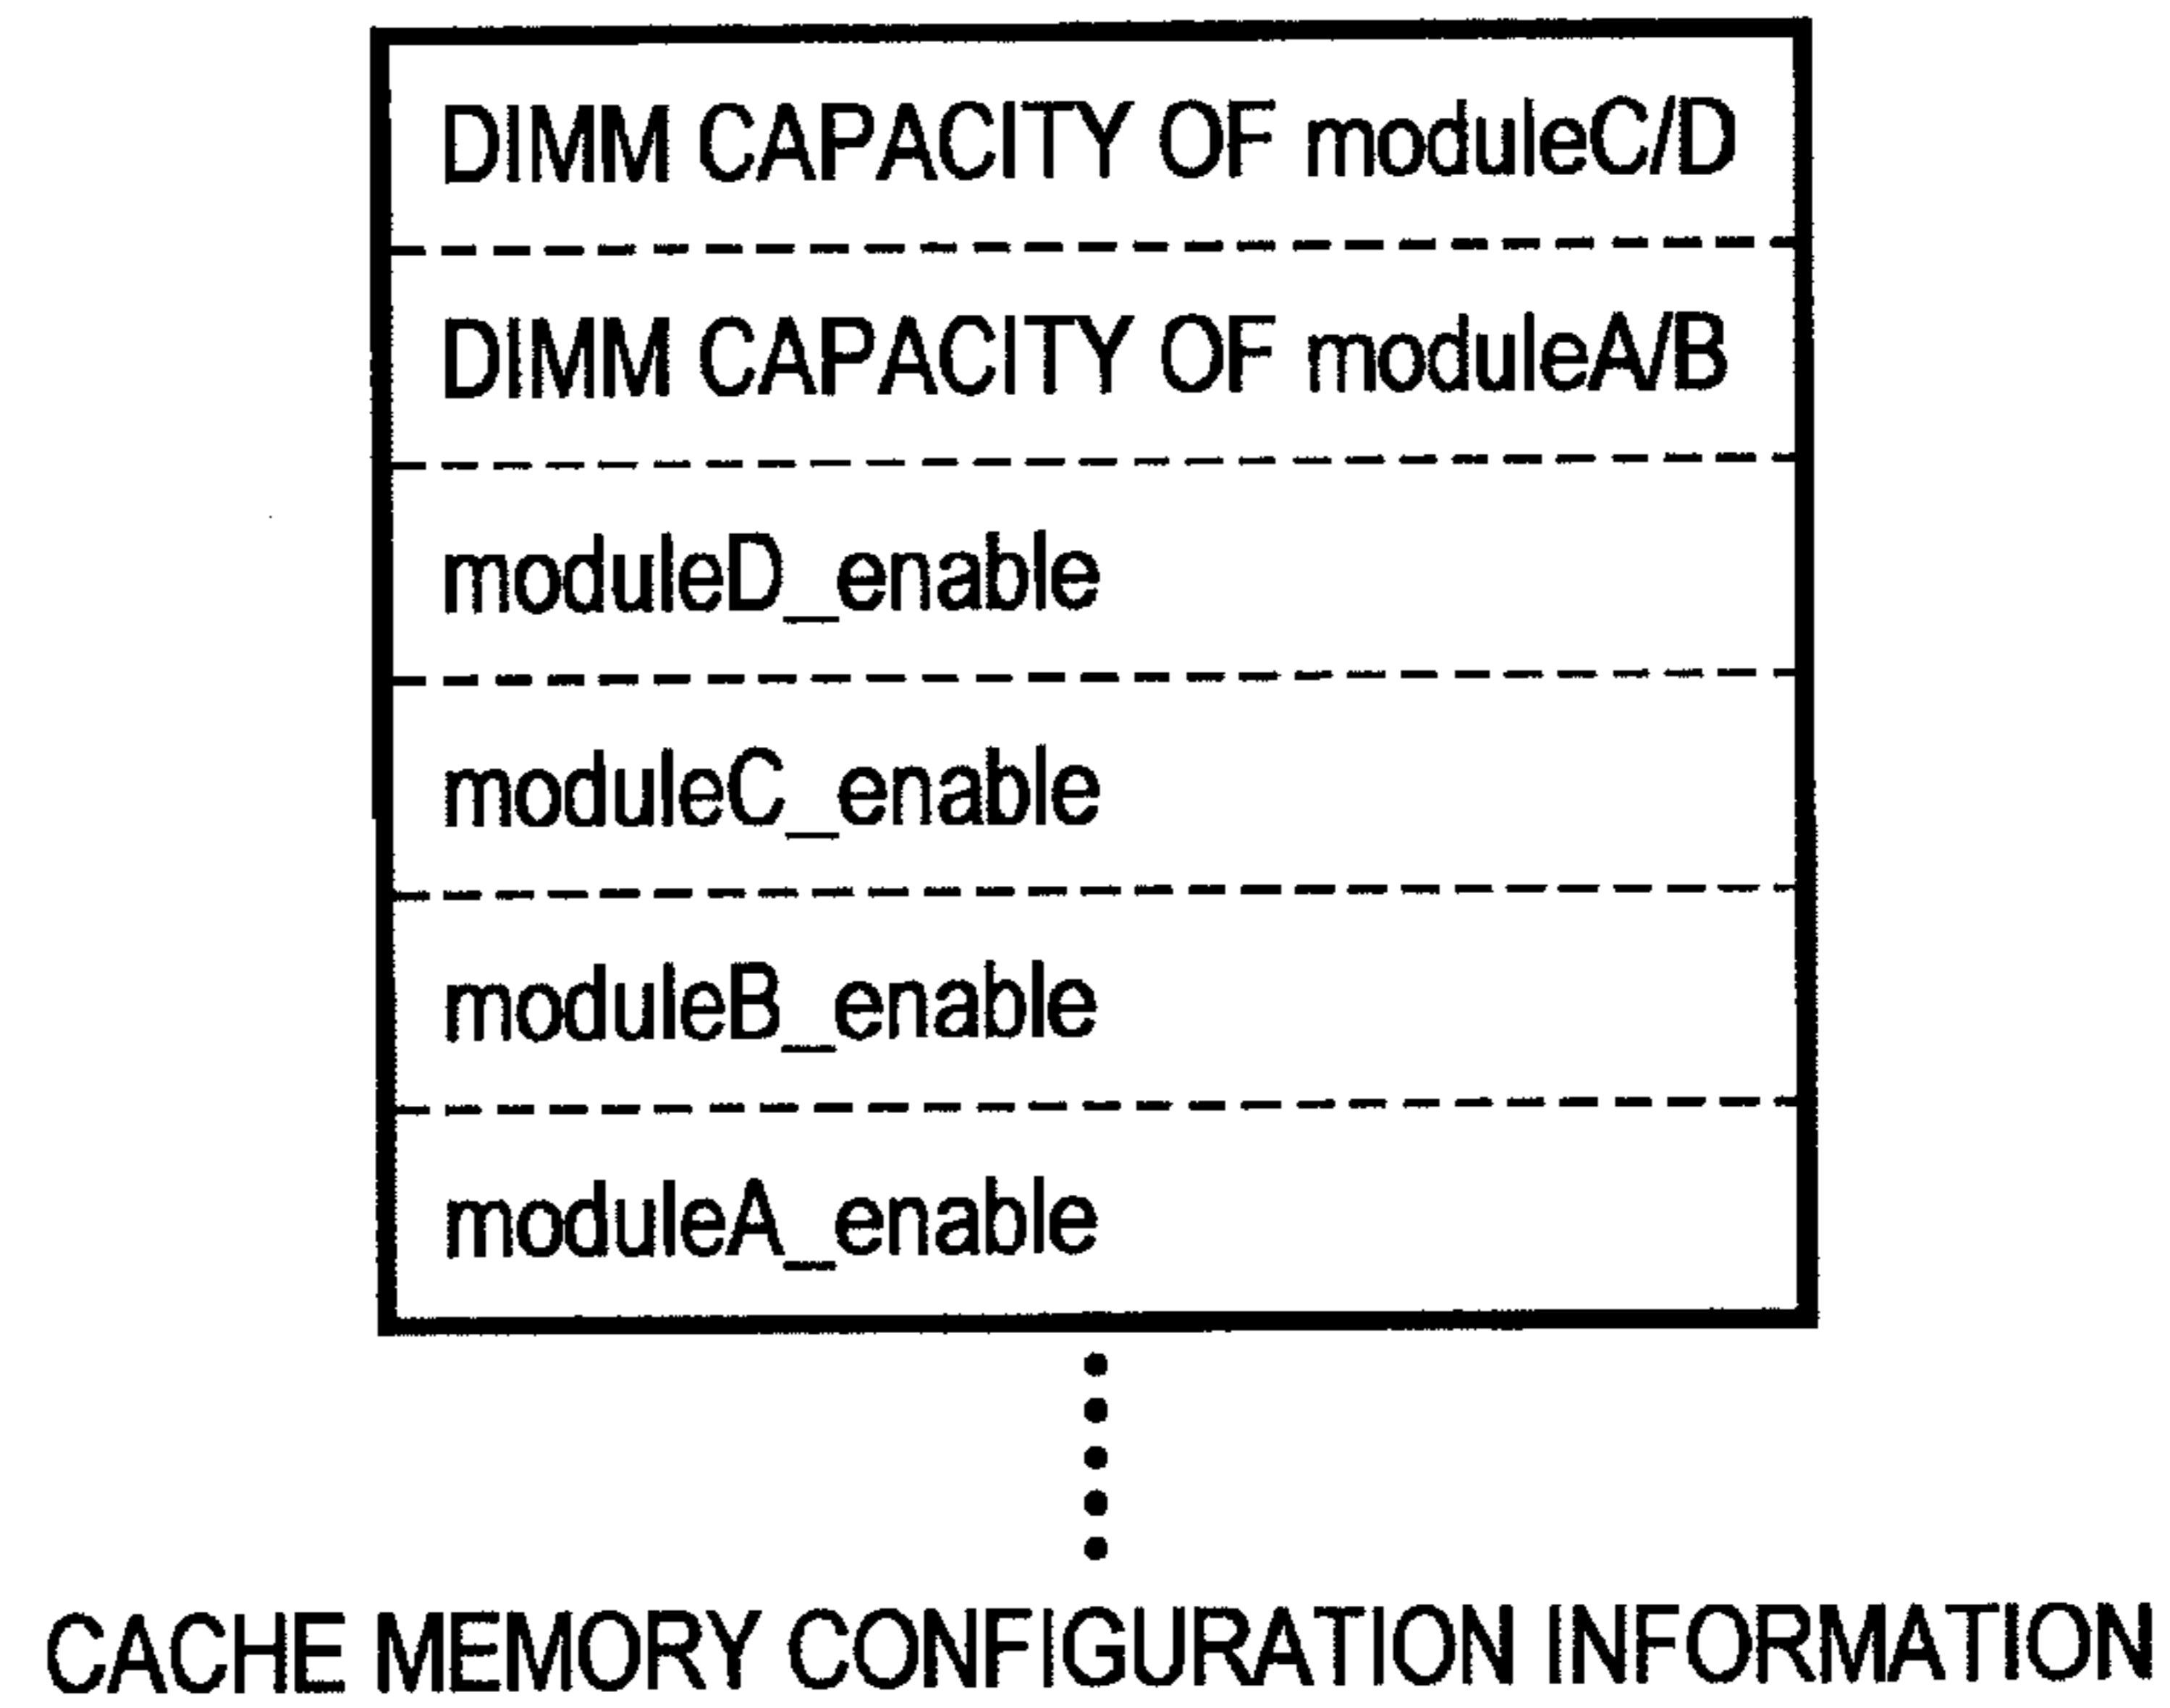 DIMM CAPACITY OF moduleC/D
DIMM CAPACITY OF moduleA/B
moduleD_enable
moduleC_enable
moduleB_enable
moduleA_enable
CACHE MEMORY CONFIGURATION INFORMATION